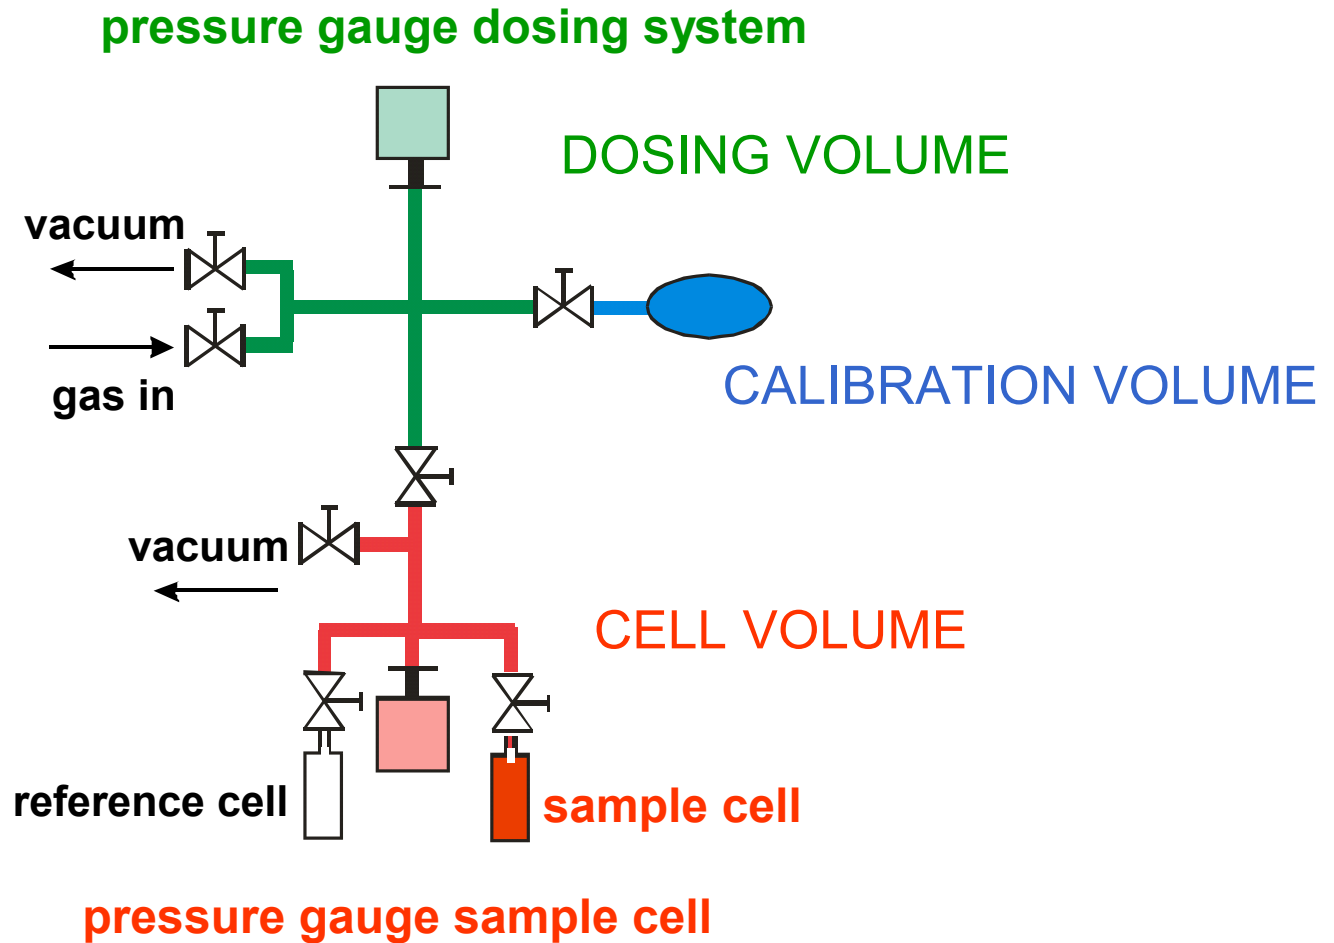 pressure gauge dosing system
DOSING VOLUME
vacuum
gas in
CALIBRATION VOLUME
vacuum
CELL VOLUME
reference cell
sample cell
pressure gauge sample cell